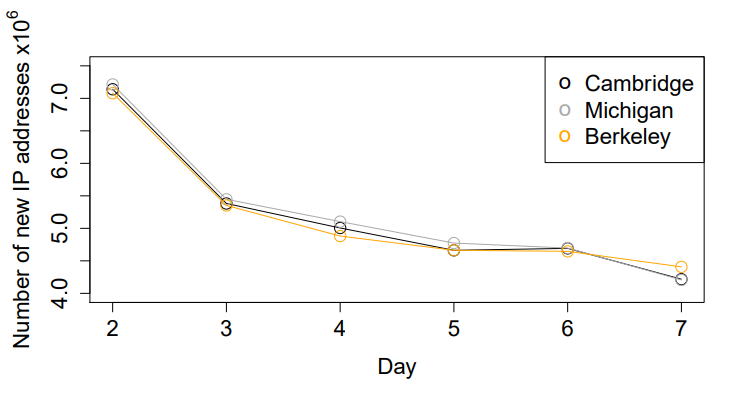 Number of new IP addresses x10^6
7.0
6.0
5.0
4.0
Cambridge
Michigan
Berkeley
2 3 4 5 6 7
Day